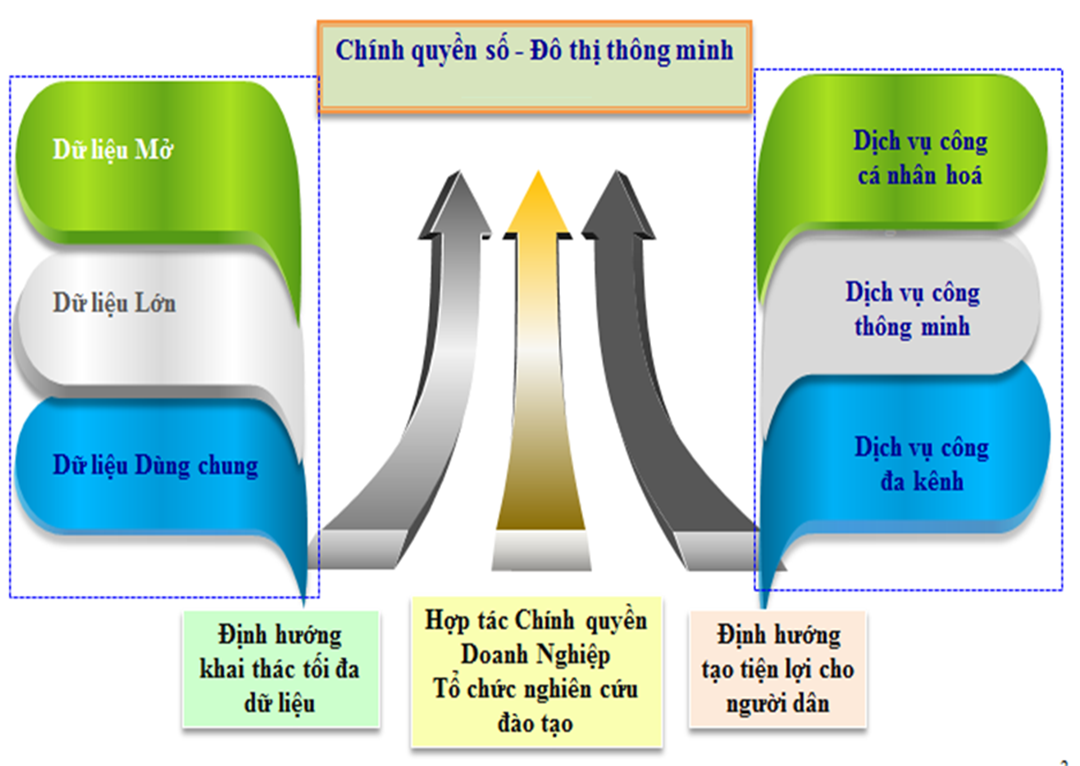 Chính quyền số - Đô thị thông minh
Dữ liệu Mở
Dữ liệu Lớn
Dữ liệu Dùng chung
Dịch vụ công
cá nhân hoá
Dịch vụ công
thông minh
Dịch vụ công
đa kênh
Định hướng
khai thác tối đa
dữ liệu
Hợp tác Chính quyền
Doanh Nghiệp
Tổ chức nghiên cứu
đào tạo
Định hướng
tạo tiện lợi cho
người dân